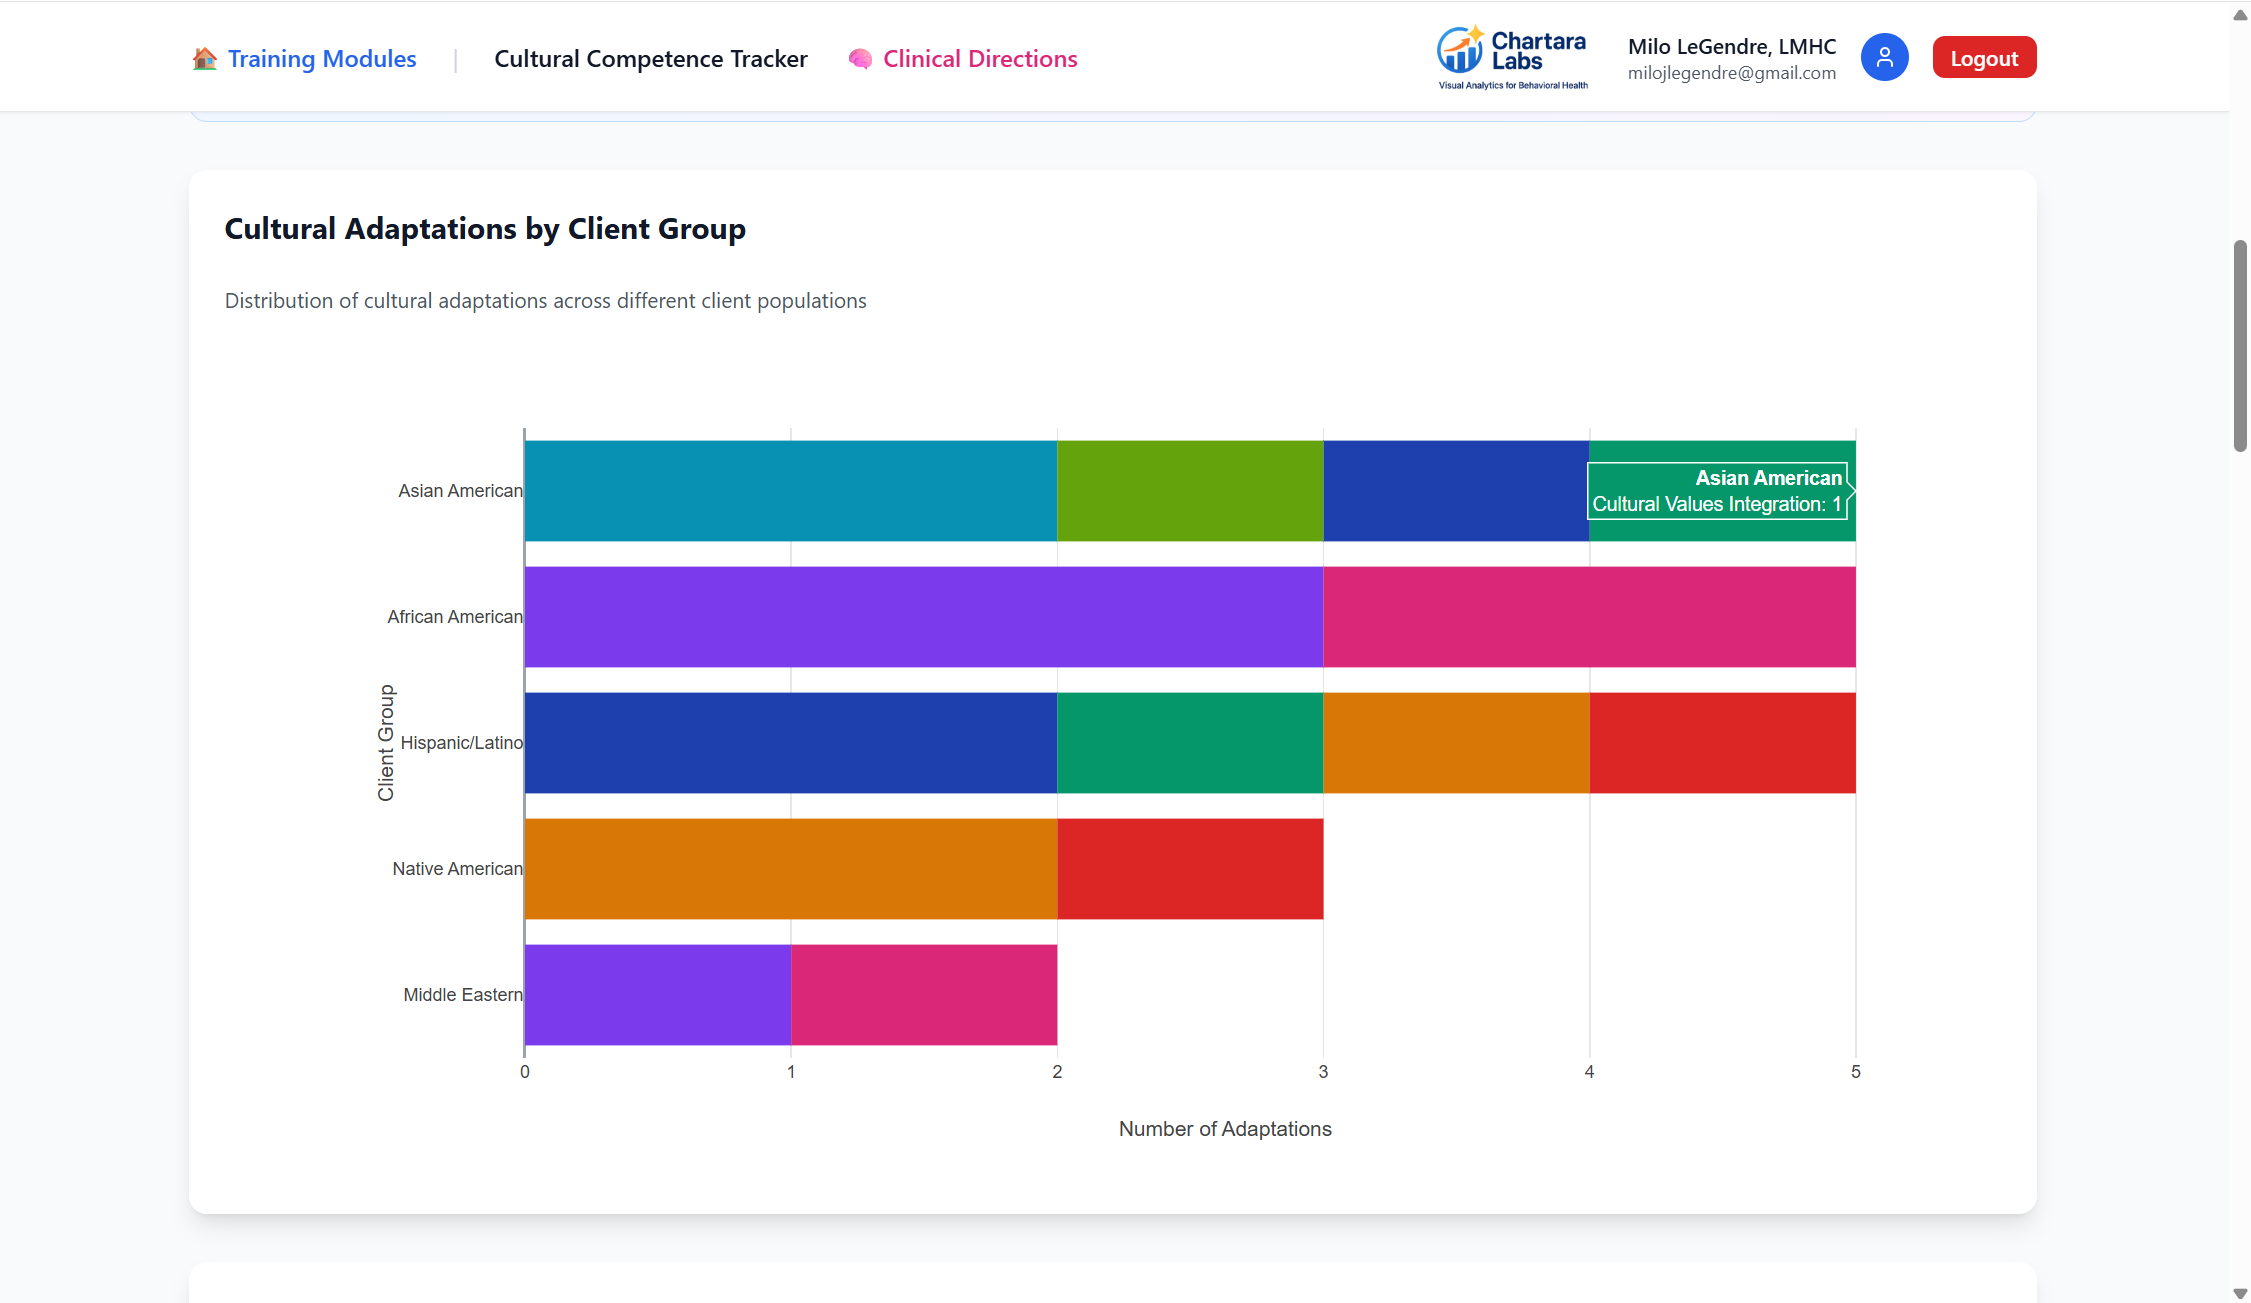 Training Modules | Cultural Competence Tracker Clinical Directions
Chartara
Labs
Visual Analytics for Behavioral Health
Milo LeGendre, LMHC
milojlegendre@gmail.com
Logout
Cultural Adaptations by Client Group
Distribution of cultural adaptations across different client populations
Client Group
Asian American
Asian American
Cultural Values Integration: 1
African American
Hispanic/Latino
Native American
Middle Eastern
0 1 2 3 4 5
Number of Adaptations